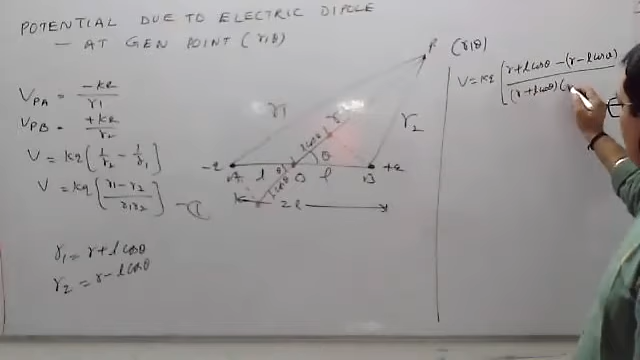 POTENTIAL DUE TO ELECTRIC DIPOLE
- AT GEN POINT (r,θ)
V_PA = -kq/r1
V_PB = +kq/r2
V = kq(1/r2 - 1/r1)
V = kq[(r1-r2)/(r1r2)] - ①
r1 = r + l cosθ
r2 = r - l cosθ
P (r,θ)
r1
r
r2
l cosθ
θ
θ
l cosθ
-q
A
l
O
l
B
+q
2l
V = kq[(r + l cosθ - (r - l cosθ))/((r + l cosθ)(